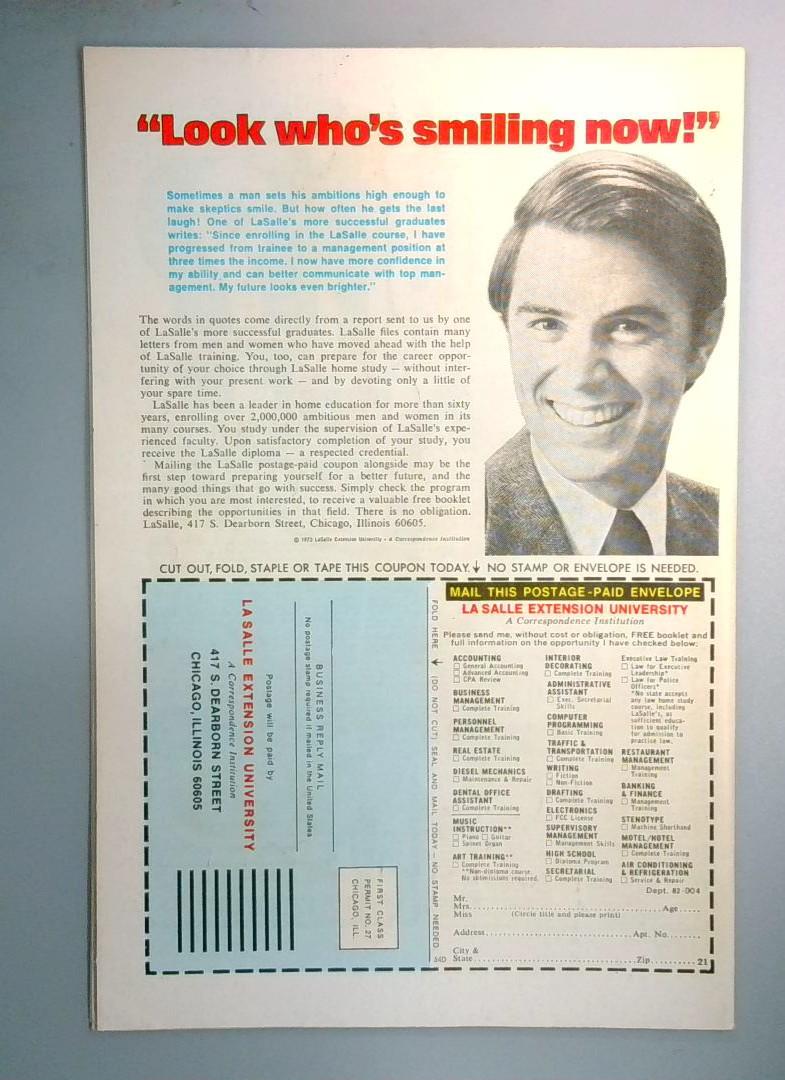 “Look who's smiling now!”
Sometimes a man sets his ambitions high enough to
make skeptics smile. But how often he gets the last
laugh! One of LaSalle's more successful graduates
writes: "Since enrolling in the LaSalle course, I have
progressed from trainee to a management position at
three times the income. I now have more confidence in
my ability and can better communicate with top man-
agement. My future looks even brighter."
The words in quotes come directly from a report sent to us by one
of LaSalle's more successful graduates. LaSalle files contain many
letters from men and women who have moved ahead with the help
of LaSalle training. You, too, can prepare for the career oppor-
tunity of your choice through LaSalle home study — without inter-
fering with your present work — and by devoting only a little of
your spare time.
LaSalle has been a leader in home education for more than sixty
years, enrolling over 2,000,000 ambitious men and women in its
many courses. You study under the supervision of LaSalle's expe-
rienced faculty. Upon satisfactory completion of your study, you
receive the LaSalle diploma — a respected credential.
Mailing the LaSalle postage-paid coupon alongside may be the
first step toward preparing yourself for a better future, and the
many good things that go with success. Simply check the program
in which you are most interested, to receive a valuable free booklet
describing the opportunities in that field. There is no obligation.
LaSalle, 417 S. Dearborn Street, Chicago, Illinois 60605.
© 1973 LaSalle Extension University • A Correspondence Institution
CUT OUT, FOLD, STAPLE OR TAPE THIS COUPON TODAY. NO STAMP OR ENVELOPE IS NEEDED.
FIRST CLASS
PERMIT NO. 27
CHICAGO, ILL.
BUSINESS REPLY MAIL
No postage stamp required if mailed in the United States
Postage will be paid by
LASALLE EXTENSION UNIVERSITY
A Correspondence Institution
417 S. DEARBORN STREET
CHICAGO, ILLINOIS 60605
FOLD HERE (DO NOT CUT) SEAL AND MAIL TODAY — NO STAMP NEEDED
MAIL THIS POSTAGE-PAID ENVELOPE
LA SALLE EXTENSION UNIVERSITY
A Correspondence Institution
Please send me, without cost or obligation, FREE booklet and
full information on the opportunity I have checked below:
ACCOUNTING
General Accounting
Advanced Accounting
CPA Review
BUSINESS
MANAGEMENT
Complete Training
PERSONNEL
MANAGEMENT
Complete Training
REAL ESTATE
Complete Training
DIESEL MECHANICS
Maintenance & Repair
DENTAL OFFICE
ASSISTANT
Complete Training
MUSIC
INSTRUCTION**
Piano Guitar
Spinet Organ
ART TRAINING**
Complete Training
**Non-diploma course.
No submissions required.
INTERIOR
DECORATING
Complete Training
ADMINISTRATIVE
ASSISTANT
Exec. Secretarial
Skills
COMPUTER
PROGRAMMING
Basic Training
TRAFFIC &
TRANSPORTATION
Complete Training
WRITING
Fiction
Non-Fiction
DRAFTING
Complete Training
ELECTRONICS
FCC License
SUPERVISORY
MANAGEMENT
Management Skills
HIGH SCHOOL
Diploma Program
SECRETARIAL
Complete Training
Executive Law Training
Law for Executive
Leadership*
Law for Police
Officers*
*No state accepts
any law home study
course, including
LaSalle's, as
sufficient educa-
tion to qualify
for admission to
practice law.
RESTAURANT
MANAGEMENT
Management
Training
BANKING
& FINANCE
Management
Training
STENOTYPE
Machine Shorthand
MOTEL/HOTEL
MANAGEMENT
Complete Training
AIR CONDITIONING
& REFRIGERATION
Service & Repair
Dept. 82-004
Mr.
Mrs. Age
Miss (Circle title and please print)
Address Apt. No.
City &
State Zip 21
54D